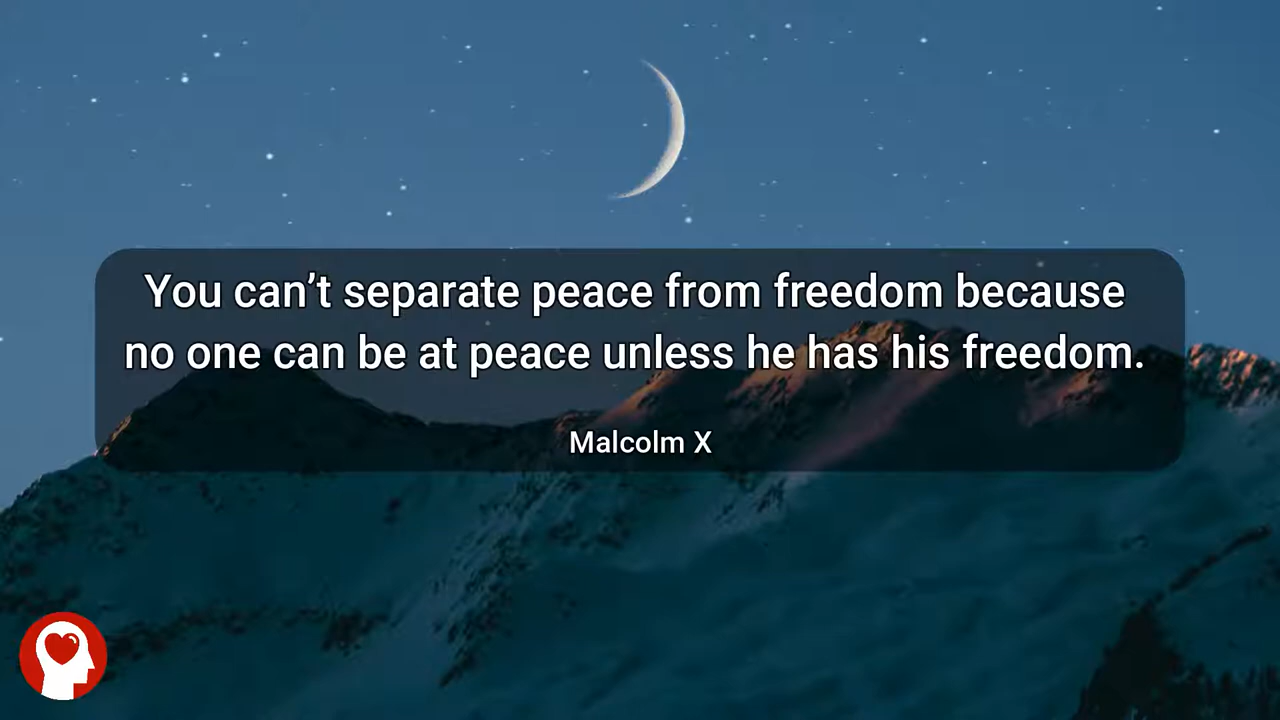 You can’t separate peace from freedom because
no one can be at peace unless he has his freedom.
Malcolm X